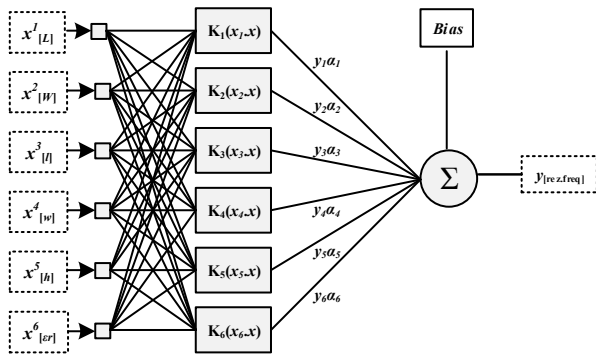 x¹[L]
K₁(x₁.x)
Bias
y₁α₁
x²[W]
K₂(x₂.x)
y₂α₂
x³[l]
K₃(x₃.x)
y₃α₃
Σ
y[rez.freq]
x⁴[w]
K₄(x₄.x)
y₄α₄
x⁵[h]
K₅(x₅.x)
y₅α₅
x⁶[εr]
K₆(x₆.x)
y₆α₆